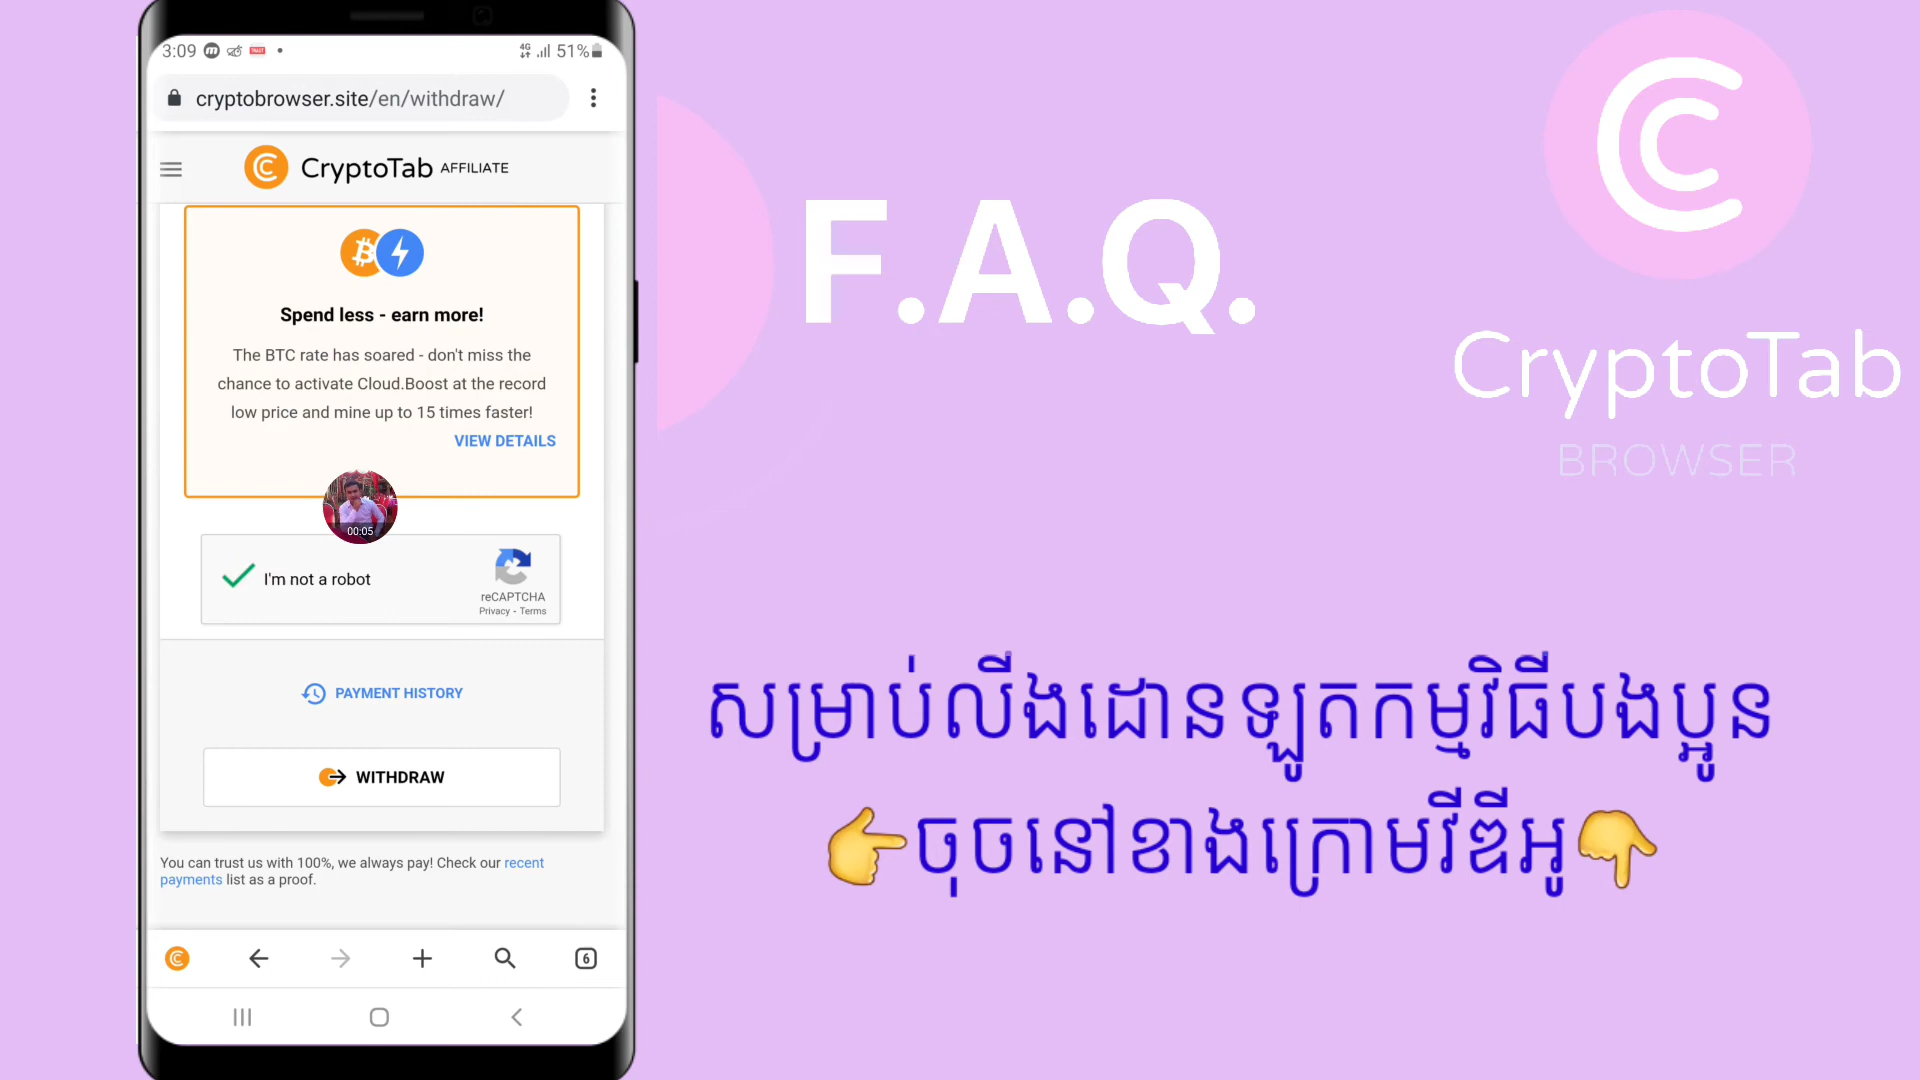 3:09
4G 51%
cryptobrowser.site/en/withdraw/
CryptoTab AFFILIATE
Spend less - earn more!
The BTC rate has soared - don't miss the
chance to activate Cloud.Boost at the record
low price and mine up to 15 times faster!
VIEW DETAILS
00:05
I'm not a robot
reCAPTCHA
Privacy - Terms
PAYMENT HISTORY
WITHDRAW
You can trust us with 100%, we always pay! Check our recent
payments list as a proof.
6
F.A.Q.
CryptoTab
BROWSER
សម្រាប់លីងដោនឡូតកម្មវិធីបងប្អូន
👉ចុចនៅខាងក្រោមវីឌីអូ👇